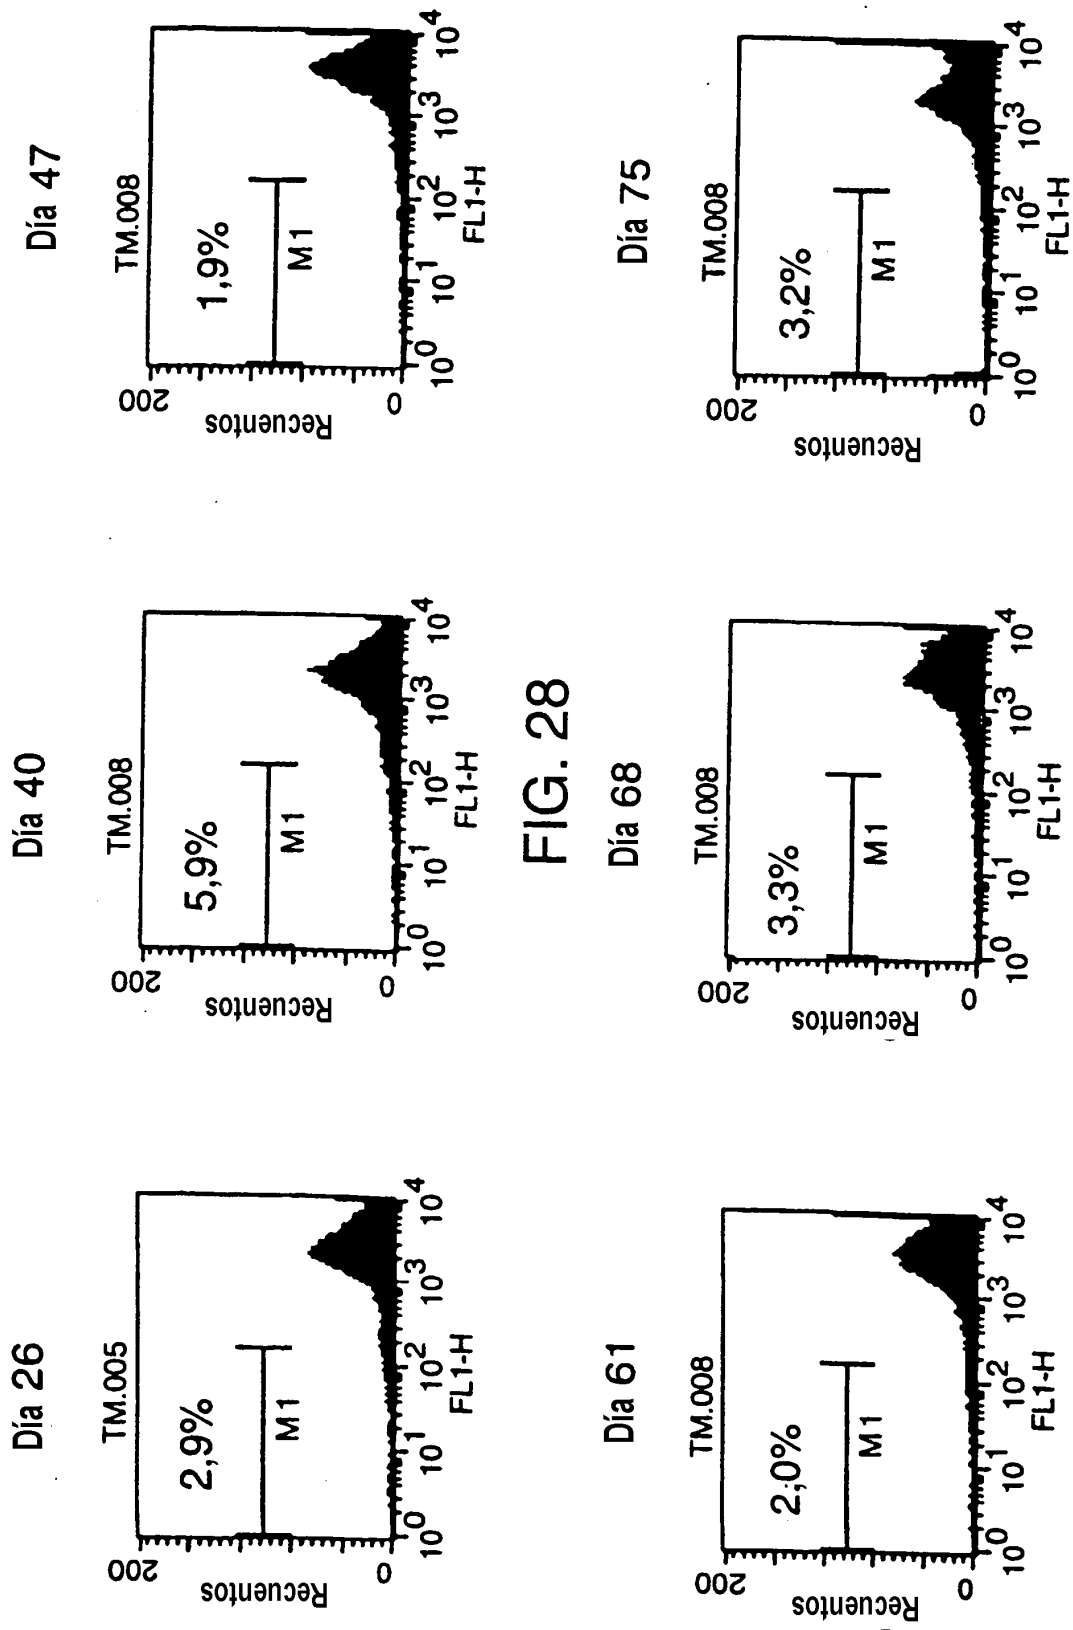 Día 26
TM.005
200
Recuentos
0
2,9%
M1
10^0 10^1 10^2 10^3 10^4
FL1-H
Día 40
TM.008
200
Recuentos
0
5,9%
M1
10^0 10^1 10^2 10^3 10^4
FL1-H
Día 47
TM.008
200
Recuentos
0
1,9%
M1
10^0 10^1 10^2 10^3 10^4
FL1-H
FIG. 28
Día 61
TM.008
200
Recuentos
0
2,0%
M1
10^0 10^1 10^2 10^3 10^4
FL1-H
Día 68
TM.008
200
Recuentos
0
3,3%
M1
10^0 10^1 10^2 10^3 10^4
FL1-H
Día 75
TM.008
200
Recuentos
0
3,2%
M1
10^0 10^1 10^2 10^3 10^4
FL1-H